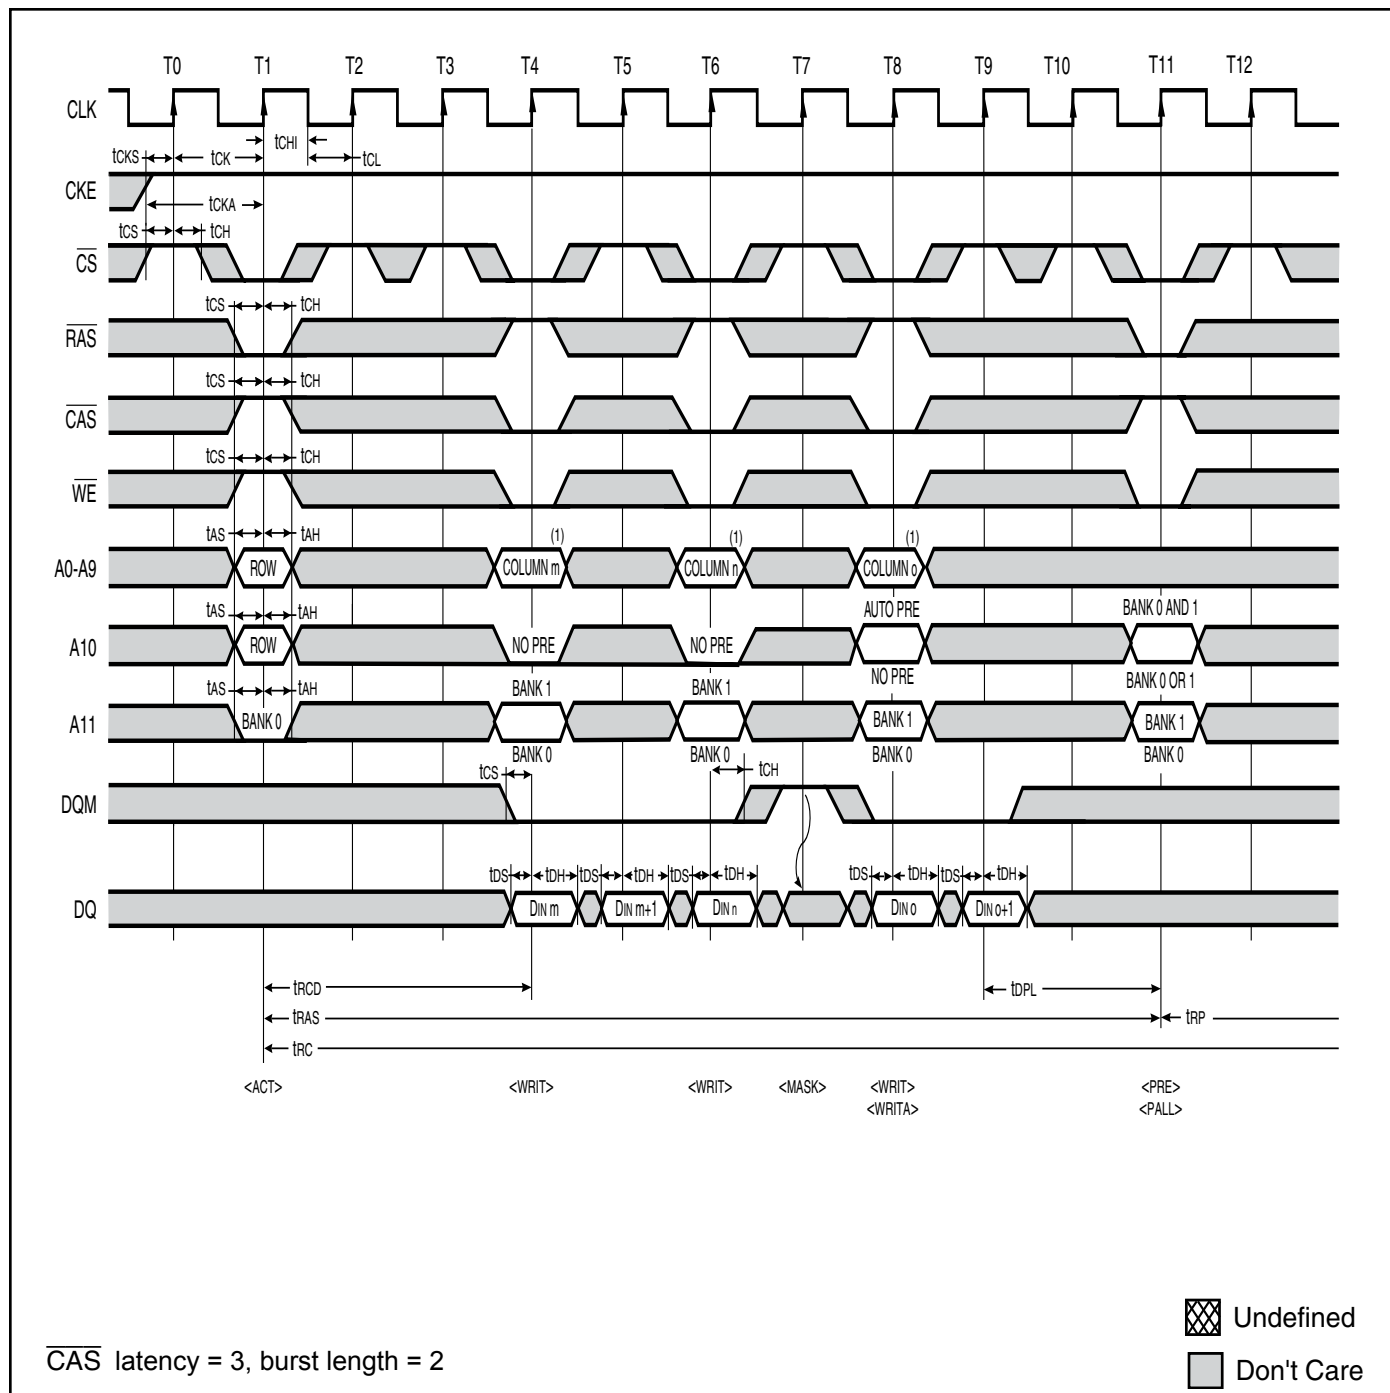 T0 T1 T2 T3 T4 T5 T6 T7 T8 T9 T10 T11 T12
CLK
tCHI
tCKS tCK tCL
CKE
tCKA
tCS tCH
CS
tCS tCH
RAS
tCS tCH
CAS
tCS tCH
WE
tAS tAH (1) (1) (1)
A0-A9 ROW COLUMN m COLUMN n COLUMN o
tAS tAH AUTO PRE BANK 0 AND 1
A10 ROW NO PRE NO PRE
NO PRE BANK 0 OR 1
tAS tAH BANK 1 BANK 1
A11 BANK 0 BANK 1 BANK 1
BANK 0 BANK 0 BANK 0 BANK 0
tCS tCH
DQM
tDS tDH tDS tDH tDS tDH tDS tDH tDS tDH
DQ DIN m DIN m+1 DIN n DIN o DIN o+1
tRCD tDPL
tRAS tRP
tRC
<ACT> <WRIT> <WRIT> <MASK> <WRIT> <PRE>
<WRITA> <PALL>
Undefined
CAS latency = 3, burst length = 2
Don't Care